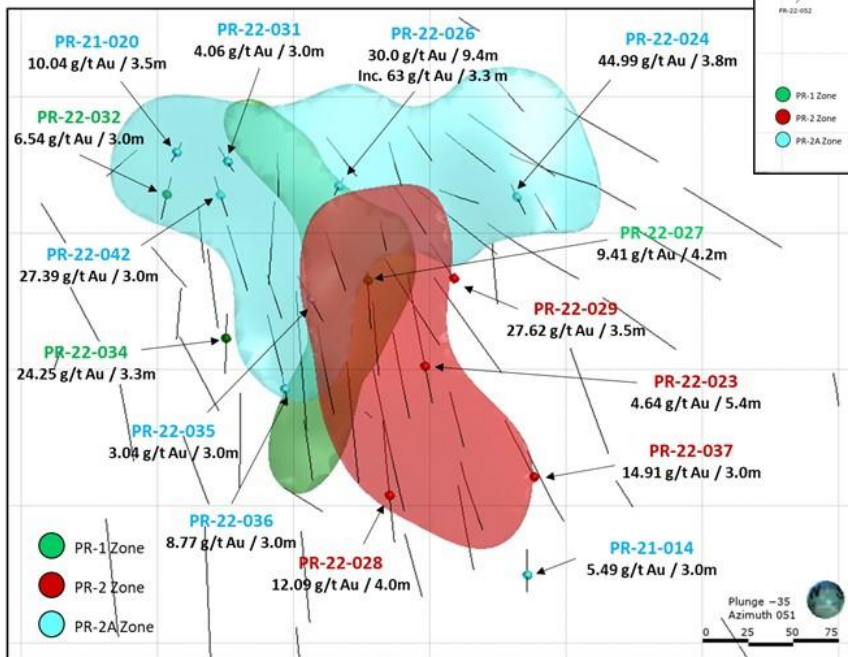 PR-22-052
PR-1 Zone
PR-2 Zone
PR-2A Zone
PR-21-020
10.04 g/t Au / 3.5m
PR-22-031
4.06 g/t Au / 3.0m
PR-22-026
30.0 g/t Au / 9.4m
Inc. 63 g/t Au / 3.3 m
PR-22-024
44.99 g/t Au / 3.8m
PR-22-032
6.54 g/t Au / 3.0m
PR-22-042
27.39 g/t Au / 3.0m
PR-22-027
9.41 g/t Au / 4.2m
PR-22-029
27.62 g/t Au / 3.5m
PR-22-034
24.25 g/t Au / 3.3m
PR-22-023
4.64 g/t Au / 5.4m
PR-22-035
3.04 g/t Au / 3.0m
PR-22-037
14.91 g/t Au / 3.0m
PR-22-036
8.77 g/t Au / 3.0m
PR-22-028
12.09 g/t Au / 4.0m
PR-21-014
5.49 g/t Au / 3.0m
PR-1 Zone
PR-2 Zone
PR-2A Zone
Plunge −35
Azimuth 051
0 25 50 75